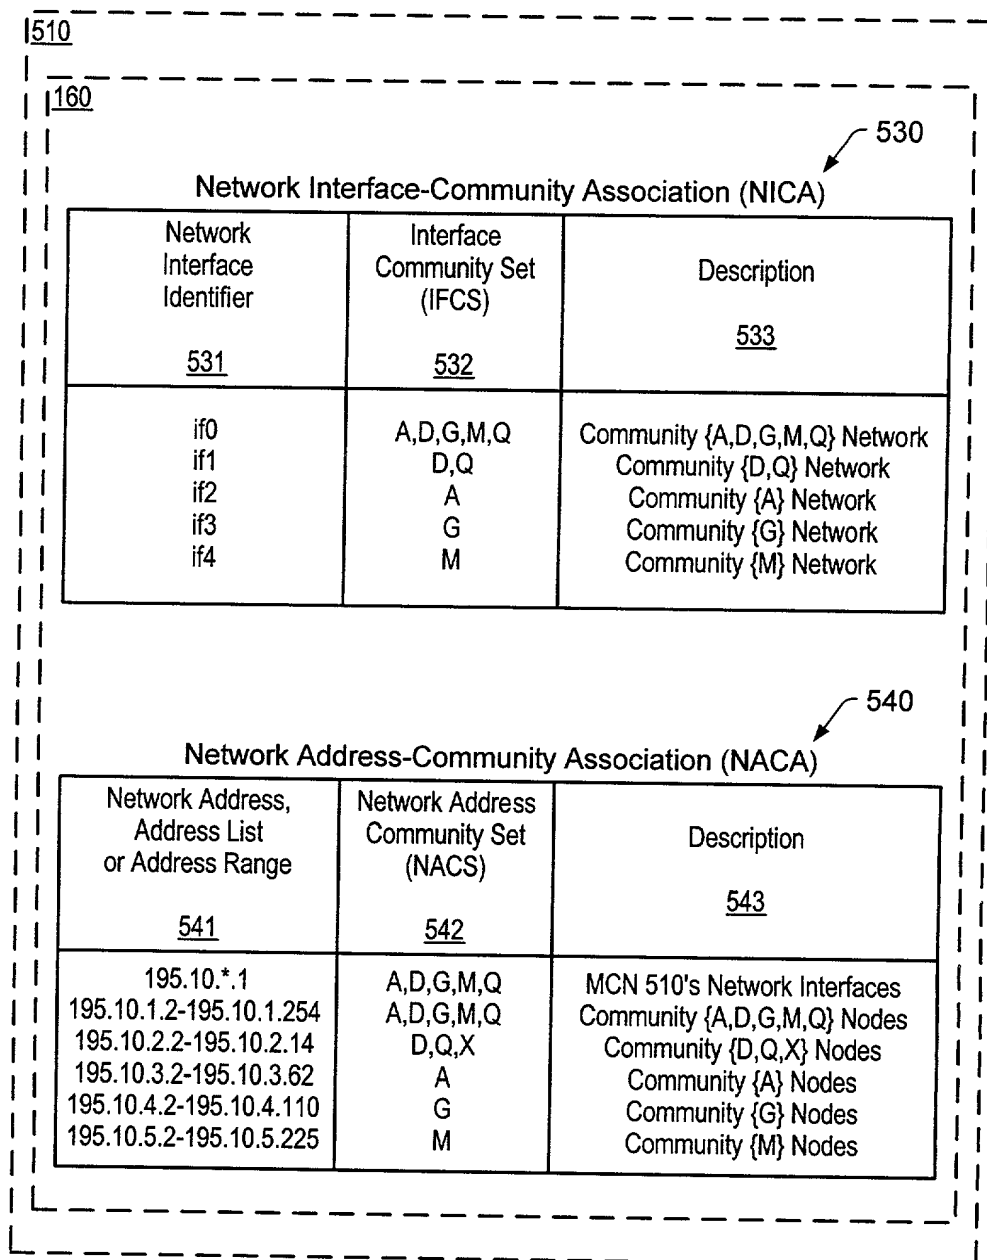 510
160
530
Network Interface-Community Association (NICA)
Network
Interface
Identifier
531
Interface
Community Set
(IFCS)
532
Description
533
if0 A,D,G,M,Q Community {A,D,G,M,Q} Network
if1 D,Q Community {D,Q} Network
if2 A Community {A} Network
if3 G Community {G} Network
if4 M Community {M} Network
540
Network Address-Community Association (NACA)
Network Address,
Address List
or Address Range
541
Network Address
Community Set
(NACS)
542
Description
543
195.10.*.1 A,D,G,M,Q MCN 510's Network Interfaces
195.10.1.2-195.10.1.254 A,D,G,M,Q Community {A,D,G,M,Q} Nodes
195.10.2.2-195.10.2.14 D,Q,X Community {D,Q,X} Nodes
195.10.3.2-195.10.3.62 A Community {A} Nodes
195.10.4.2-195.10.4.110 G Community {G} Nodes
195.10.5.2-195.10.5.225 M Community {M} Nodes